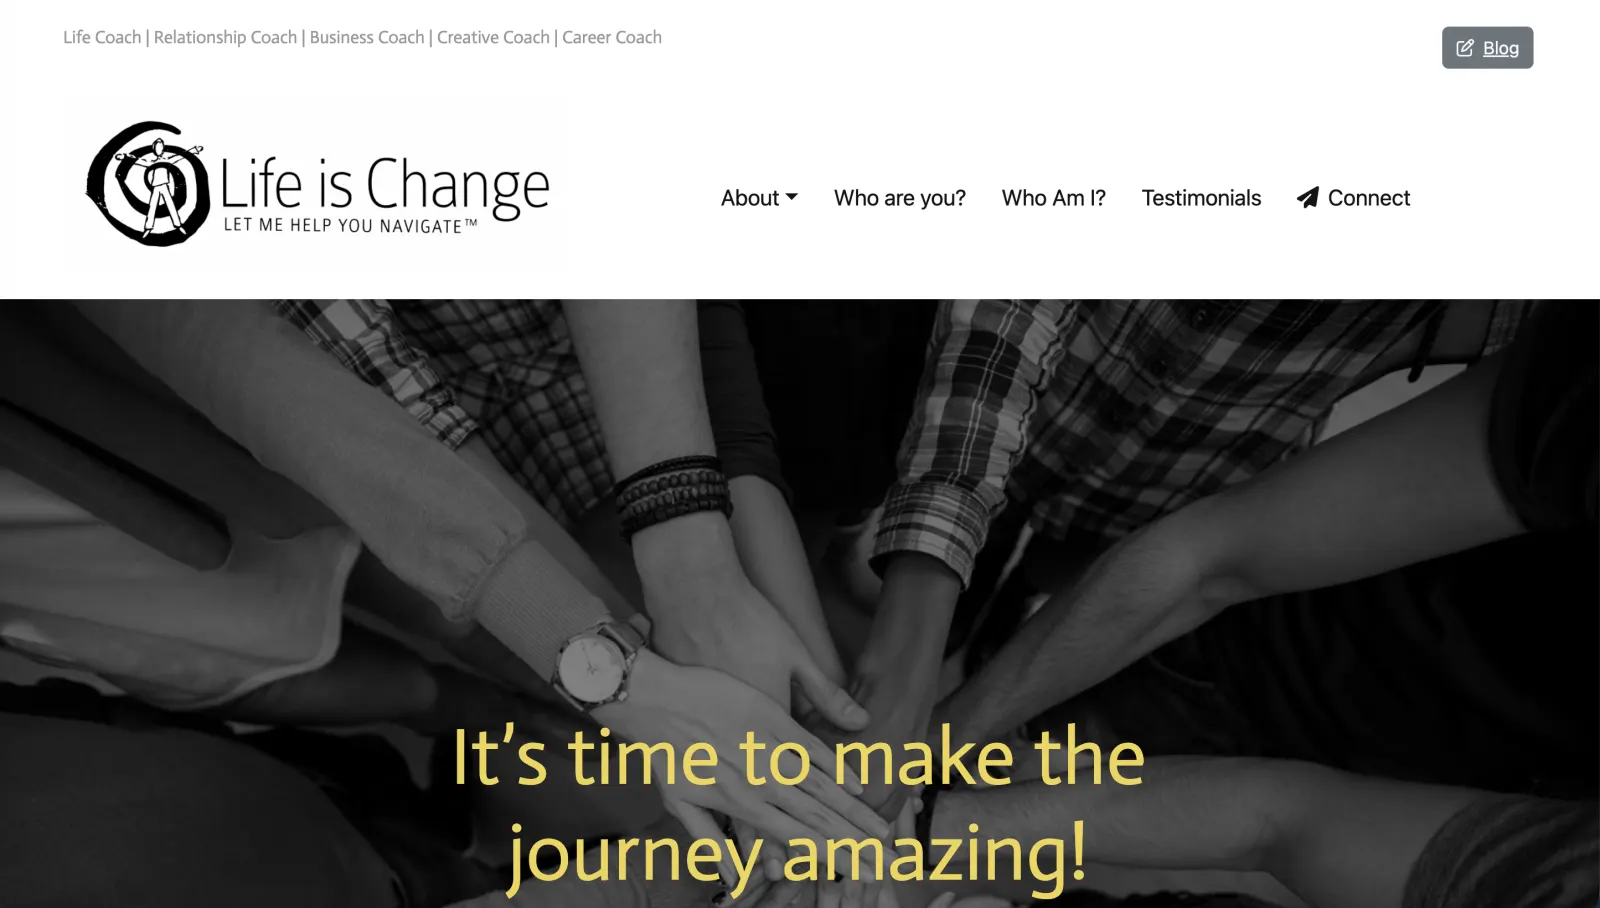 Life Coach | Relationship Coach | Business Coach | Creative Coach | Career Coach
Blog
Life is Change
LET ME HELP YOU NAVIGATE™
About
Who are you?
Who Am I?
Testimonials
Connect
It’s time to make the
journey amazing!